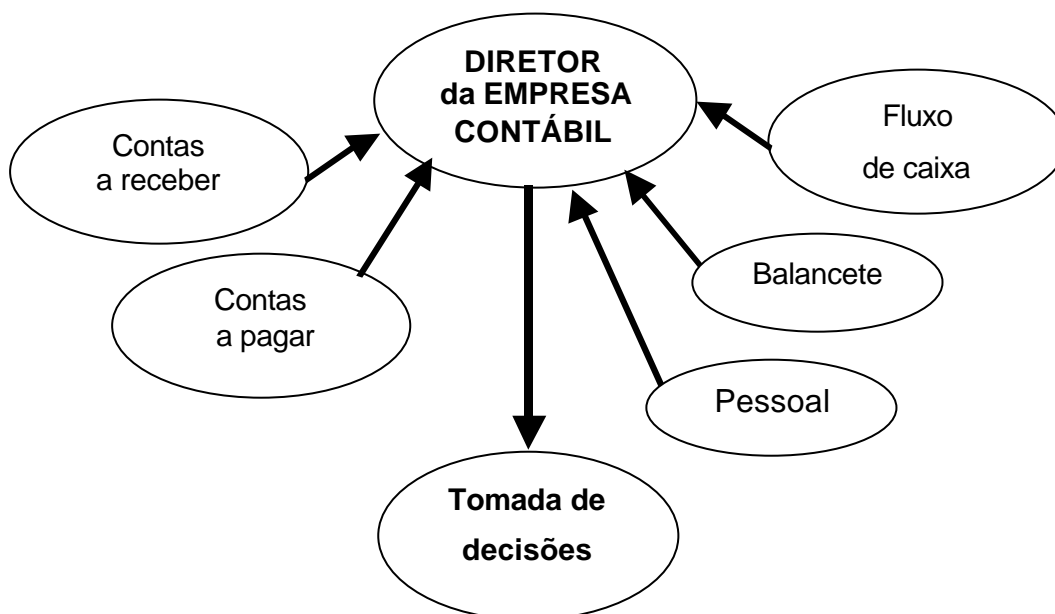 DIRETOR
da EMPRESA
CONTÁBIL
Contas
a receber
Fluxo
de caixa
Contas
a pagar
Balancete
Pessoal
Tomada de
decisões